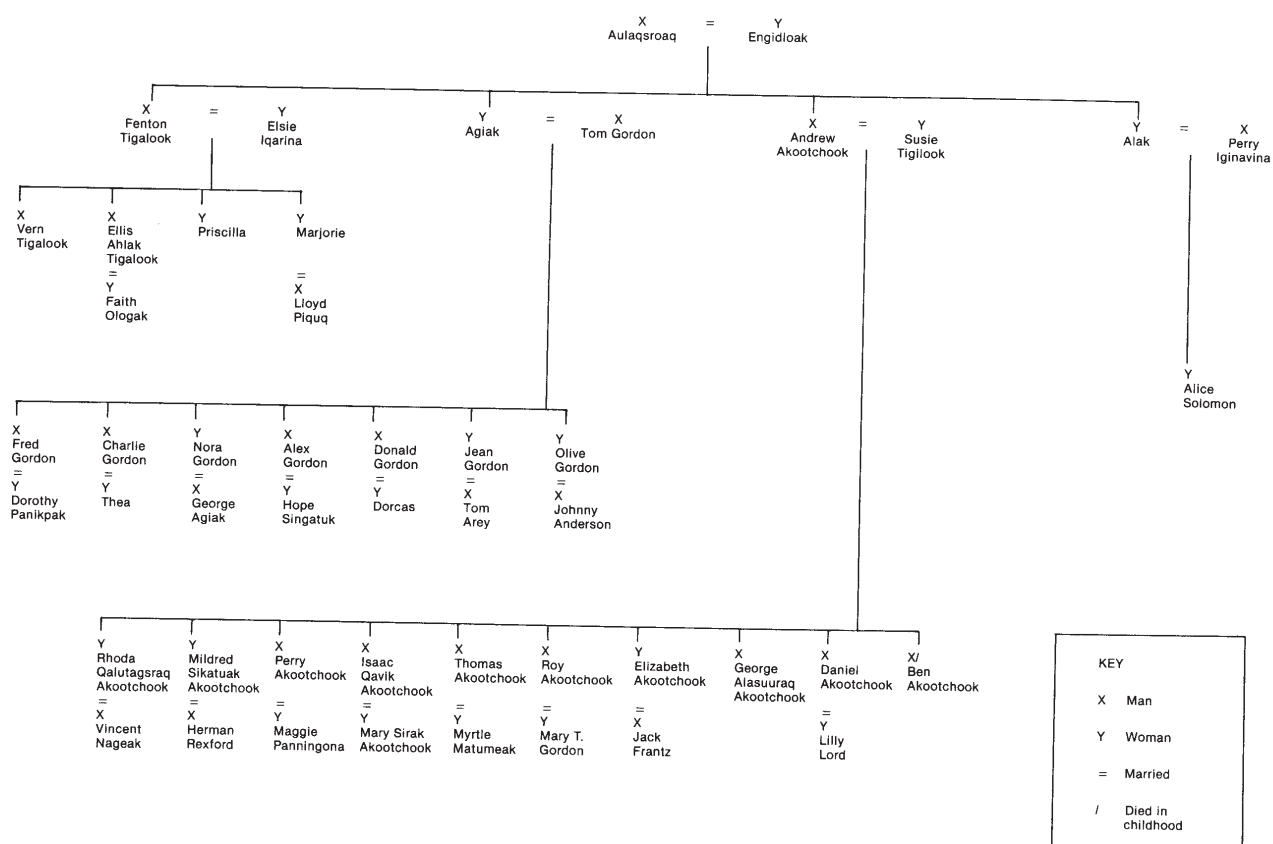 X = Y
Aulaqsroaq Engidloak
X = Y
Fenton Elsie
Tigalook Iqarina
Y = X
Agiak Tom Gordon
X = Y
Andrew Susie
Akootchook Tigilook
Y = X
Alak Perry
Iginavina
X
Vern
Tigalook
X
Ellis
Ahlak
Tigalook
=
Y
Faith
Ologak
Y
Priscilla
Y
Marjorie
=
X
Lloyd
Piquq
Y
Alice
Solomon
X
Fred
Gordon
=
Y
Dorothy
Panikpak
X
Charlie
Gordon
=
Y
Thea
Y
Nora
Gordon
=
X
George
Agiak
X
Alex
Gordon
=
Y
Hope
Singatuk
X
Donald
Gordon
=
Y
Dorcas
Y
Jean
Gordon
=
X
Tom
Arey
Y
Olive
Gordon
=
X
Johnny
Anderson
Y
Rhoda
Qalutagsraq
Akootchook
=
X
Vincent
Nageak
Y
Mildred
Sikatuak
Akootchook
=
X
Herman
Rexford
X
Perry
Akootchook
=
Y
Maggie
Panningona
X
Isaac
Qavik
Akootchook
=
Y
Mary Sirak
Akootchook
X
Thomas
Akootchook
=
Y
Myrtle
Matumeak
X
Roy
Akootchook
=
Y
Mary T.
Gordon
Y
Elizabeth
Akootchook
=
X
Jack
Frantz
X
George
Alasuuraq
Akootchook
X
Daniel
Akootchook
=
Y
Lilly
Lord
X/
Ben
Akootchook
KEY
X Man
Y Woman
= Married
/ Died in
childhood